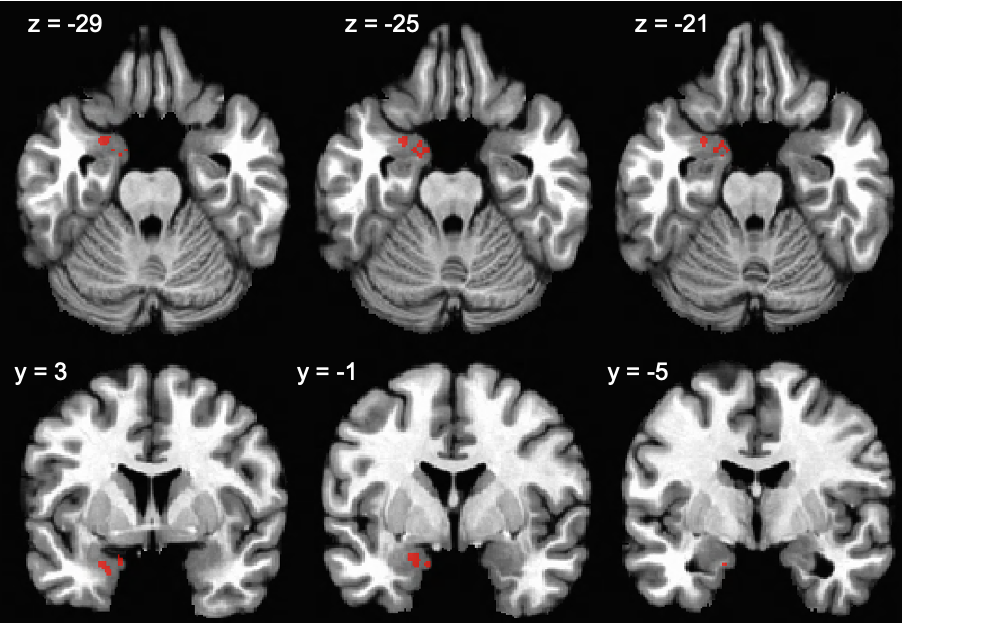 z = -29
z = -25
z = -21
y = 3
y = -1
y = -5